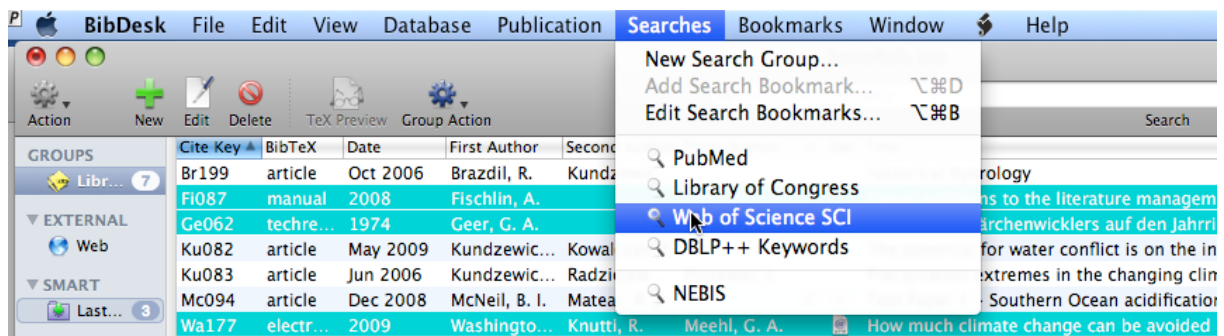 P BibDesk File Edit View Database Publication Searches Bookmarks Window Help
New Search Group...
Add Search Bookmark... ⌥⌘D
Edit Search Bookmarks... ⌥⌘B
PubMed
Library of Congress
Web of Science SCI
DBLP++ Keywords
NEBIS
Action New Edit Delete TeX Preview Group Action Search
GROUPS
Libr... 7
EXTERNAL
Web
SMART
Last... 3
Cite Key BibTeX Date First Author Second
Br199 article Oct 2006 Brazdil, R. Kundz
Fi087 manual 2008 Fischlin, A. ns to the literature managem
Ge062 techre... 1974 Geer, G. A. ärchenwicklers auf den Jahrri
Ku082 article May 2009 Kundzewic... Kowal for water conflict is on the in
Ku083 article Jun 2006 Kundzewic... Radzie extremes in the changing clim
Mc094 article Dec 2008 McNeil, B. I. Matea Southern Ocean acidification
Wa177 electr... 2009 Washingto... Knutti, R. Meehl, G. A. How much climate change can be avoided